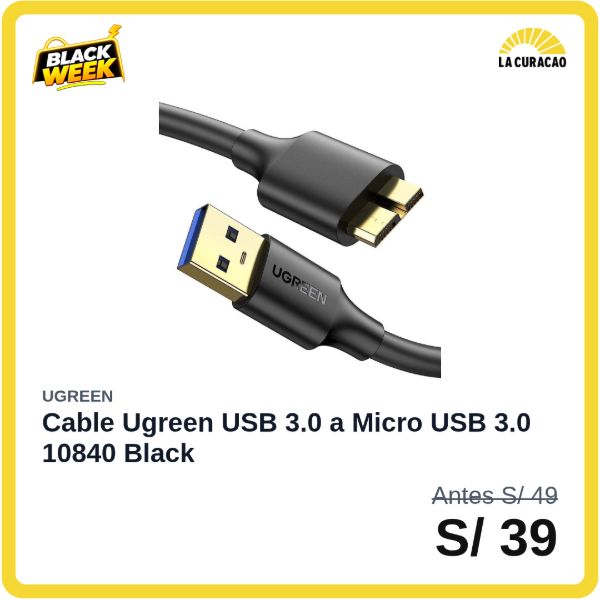 BLACK
WEEK
LA CURACAO
UGREEN
UGREEN
Cable Ugreen USB 3.0 a Micro USB 3.0
10840 Black
Antes S/ 49
S/ 39